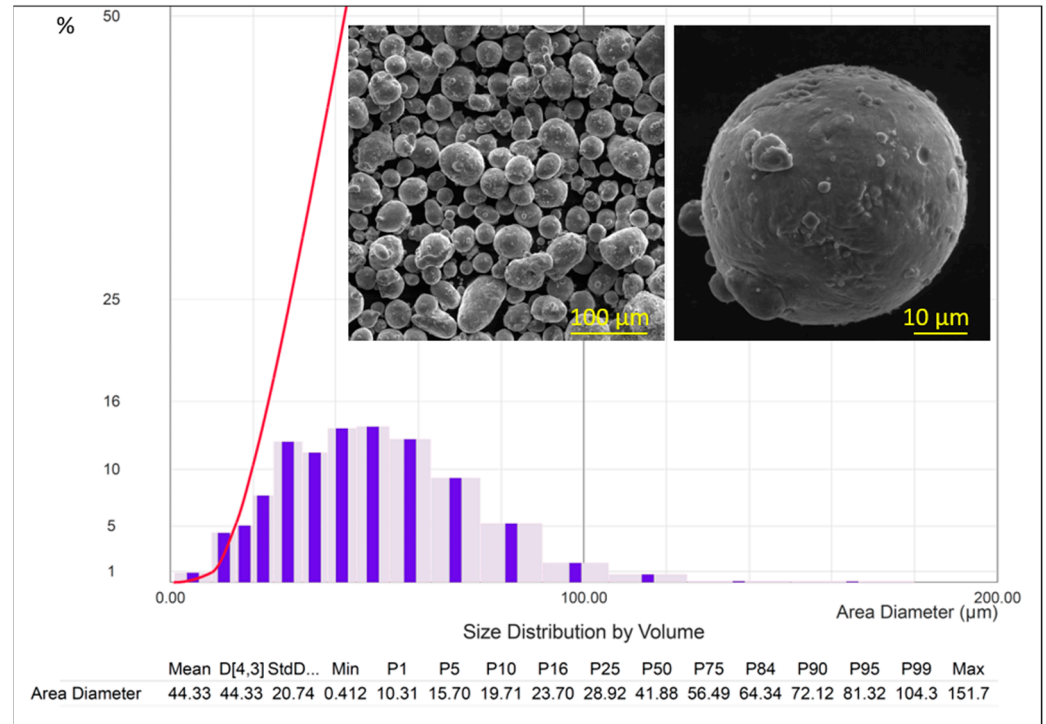 %
50
100 µm
10 µm
25
16
10
5
1
0.00 100.00 200.00
Area Diameter (µm)
Size Distribution by Volume
Mean D[4,3] StdD... Min P1 P5 P10 P16 P25 P50 P75 P84 P90 P95 P99 Max
Area Diameter 44.33 44.33 20.74 0.412 10.31 15.70 19.71 23.70 28.92 41.88 56.49 64.34 72.12 81.32 104.3 151.7